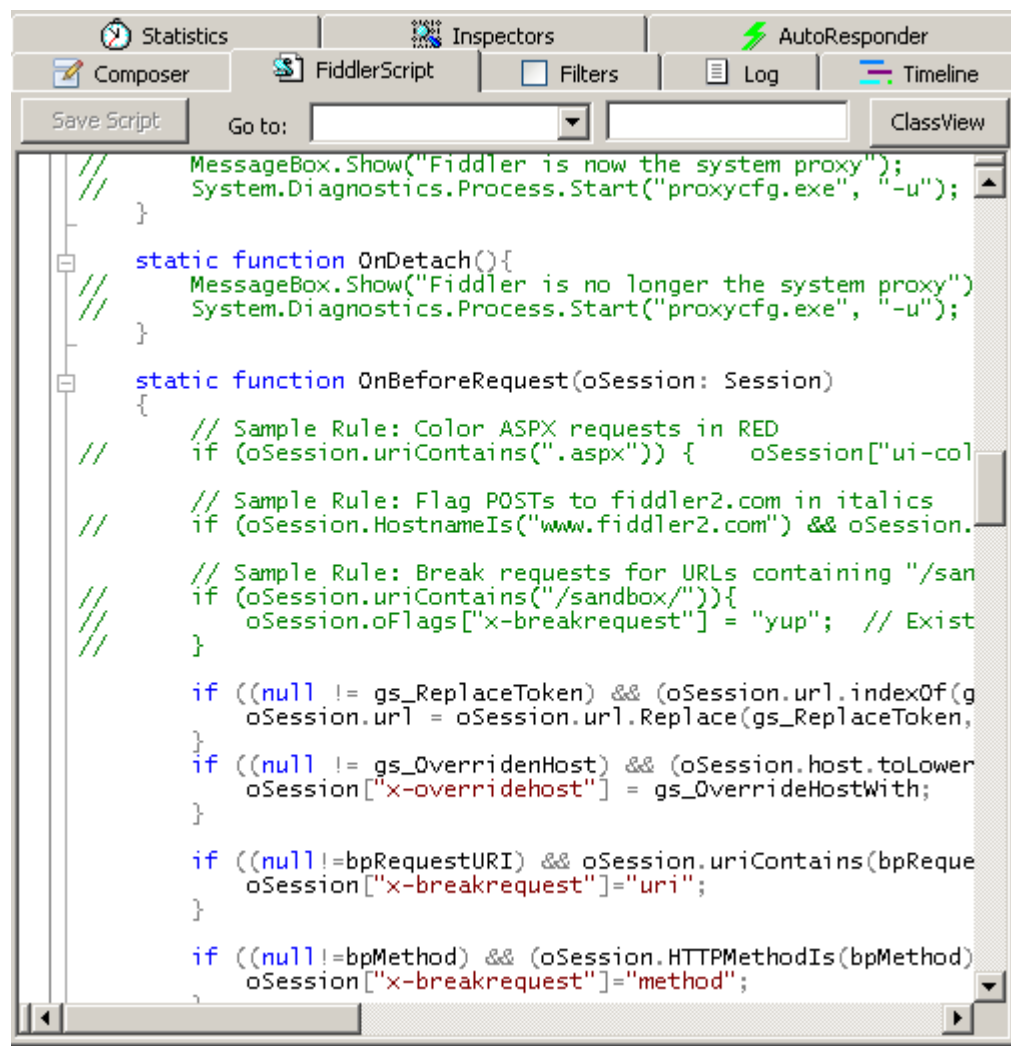 Statistics Inspectors AutoResponder
Composer FiddlerScript Filters Log Timeline
Save Script Go to: ClassView
//        MessageBox.Show("Fiddler is now the system proxy");
//        System.Diagnostics.Process.Start("proxycfg.exe", "-u");
    }
    static function OnDetach(){
//        MessageBox.Show("Fiddler is no longer the system proxy")
//        System.Diagnostics.Process.Start("proxycfg.exe", "-u");
    }
    static function OnBeforeRequest(oSession: Session)
    {
        // Sample Rule: Color ASPX requests in RED
//        if (oSession.uriContains(".aspx")) {    oSession["ui-col
        // Sample Rule: Flag POSTs to fiddler2.com in italics
//        if (oSession.HostnameIs("www.fiddler2.com") && oSession.
        // Sample Rule: Break requests for URLs containing "/san
//        if (oSession.uriContains("/sandbox/")){
//            oSession.oFlags["x-breakrequest"] = "yup";  // Exist
//        }
        if ((null != gs_ReplaceToken) && (oSession.url.indexOf(g
            oSession.url = oSession.url.Replace(gs_ReplaceToken,
        }
        if ((null != gs_OverridenHost) && (oSession.host.toLower
            oSession["x-overridehost"] = gs_OverrideHostWith;
        }
        if ((null!=bpRequestURI) && oSession.uriContains(bpReque
            oSession["x-breakrequest"]="uri";
        }
        if ((null!=bpMethod) && (oSession.HTTPMethodIs(bpMethod)
            oSession["x-breakrequest"]="method";
        }